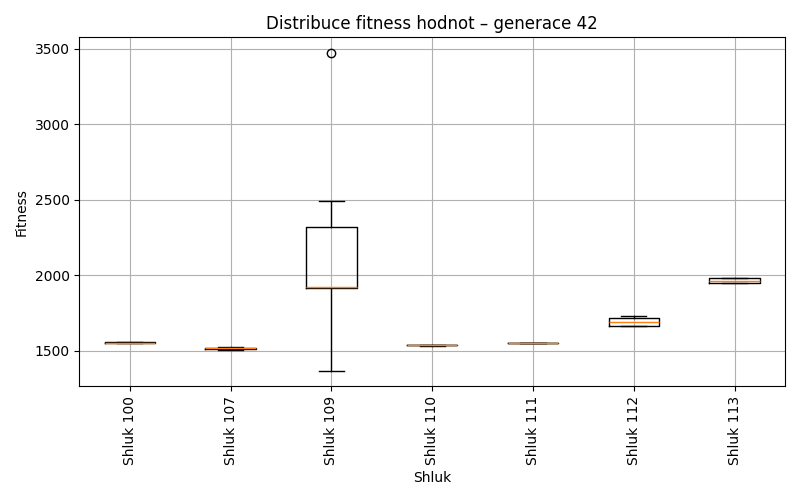 Distribuce fitness hodnot – generace 42
Fitness
3500
3000
2500
2000
1500
Shluk 100
Shluk 107
Shluk 109
Shluk 110
Shluk 111
Shluk 112
Shluk 113
Shluk